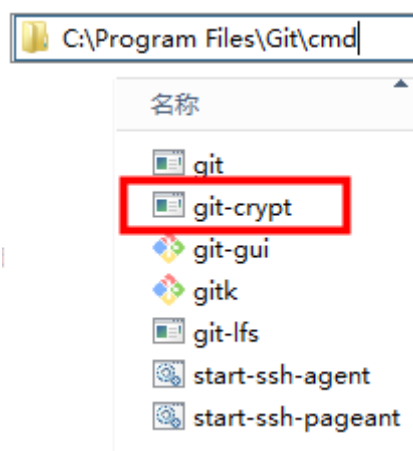 C:\Program Files\Git\cmd
名称
git
git-crypt
git-gui
gitk
git-lfs
start-ssh-agent
start-ssh-pageant